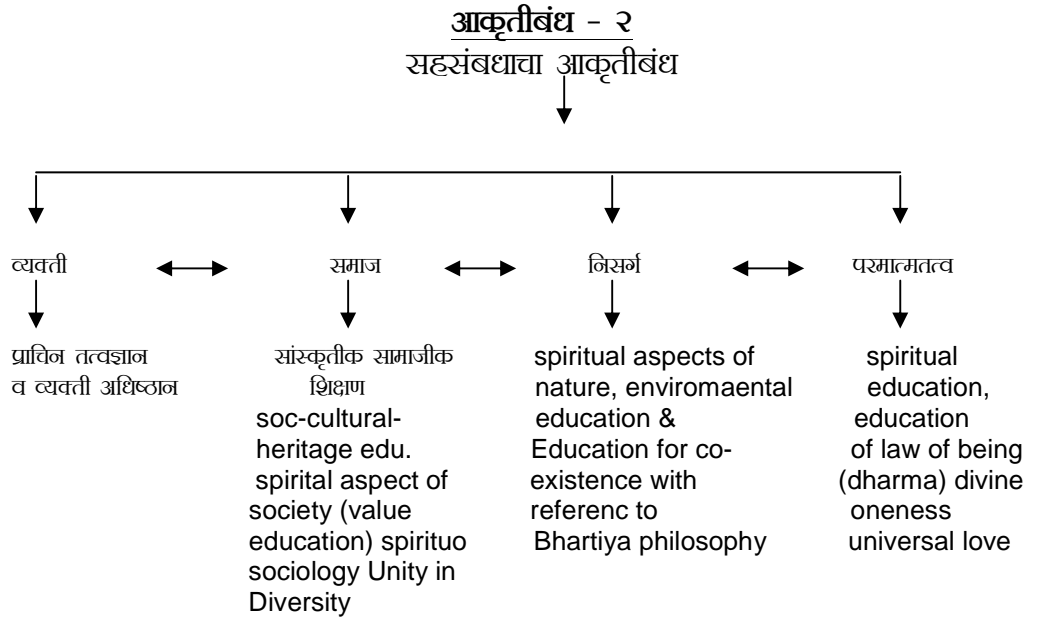 आकृतीबंध - २
सहसंबधाचा आकृतीबंध
व्यक्ती
समाज
निसर्ग
परमात्मतत्व
प्राचिन तत्वज्ञान
व व्यक्ती अधिष्ठान
सांस्कृतीक सामाजीक
शिक्षण
soc-cultural-
heritage edu.
spirital aspect of
society (value
education) spirituo
sociology Unity in
Diversity
spiritual aspects of
nature, enviromaental
education &
Education for co-
existence with
referenc to
Bhartiya philosophy
spiritual
education,
education
of law of being
(dharma) divine
oneness
universal love